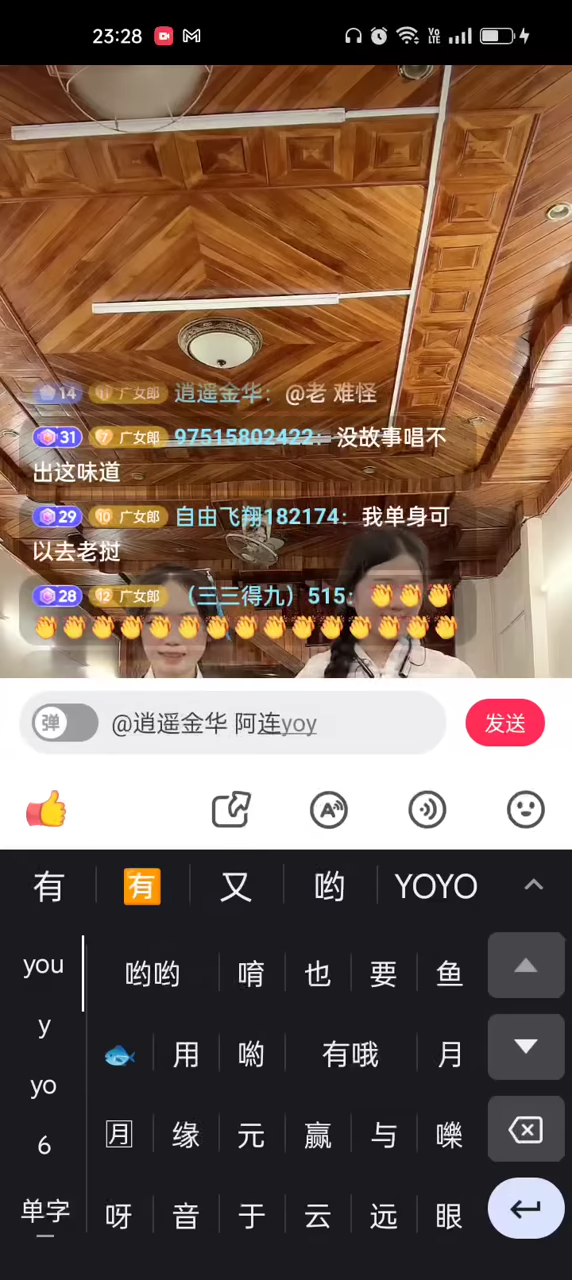 23:28
Vo LTE
14 11 广女郎 逍遥金华：@老 难怪
31 7 广女郎 97515802422：没故事唱不
出这味道
29 10 广女郎 自由飞翔182174：我单身可
以去老挝
28 12 广女郎 （三三得九）515：👏👏👏
👏👏👏👏👏👏👏👏👏👏👏👏👏👏👏
弹 @逍遥金华 阿连yoy 发送
有 🈶 又 哟 YOYO
you 哟哟 唷 也 要 鱼
y 🐟 用 喲 有哦 月
yo
6 🈷 缘 元 赢 与 嚛
单字 呀 音 于 云 远 眼